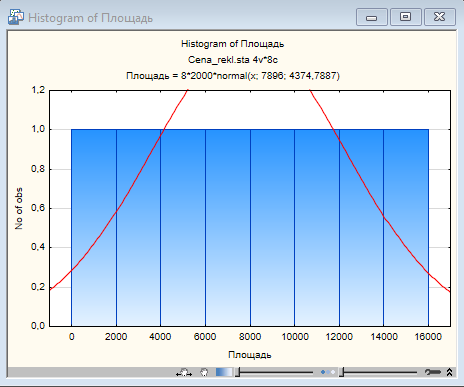 Histogram of Площадь
Histogram of Площадь
Cena_rekl.sta 4v*8c
Площадь = 8*2000*normal(x; 7896; 4374,7887)
1,2
1,0
0,8
0,6
0,4
0,2
0,0
No of obs
0 2000 4000 6000 8000 10000 12000 14000 16000
Площадь